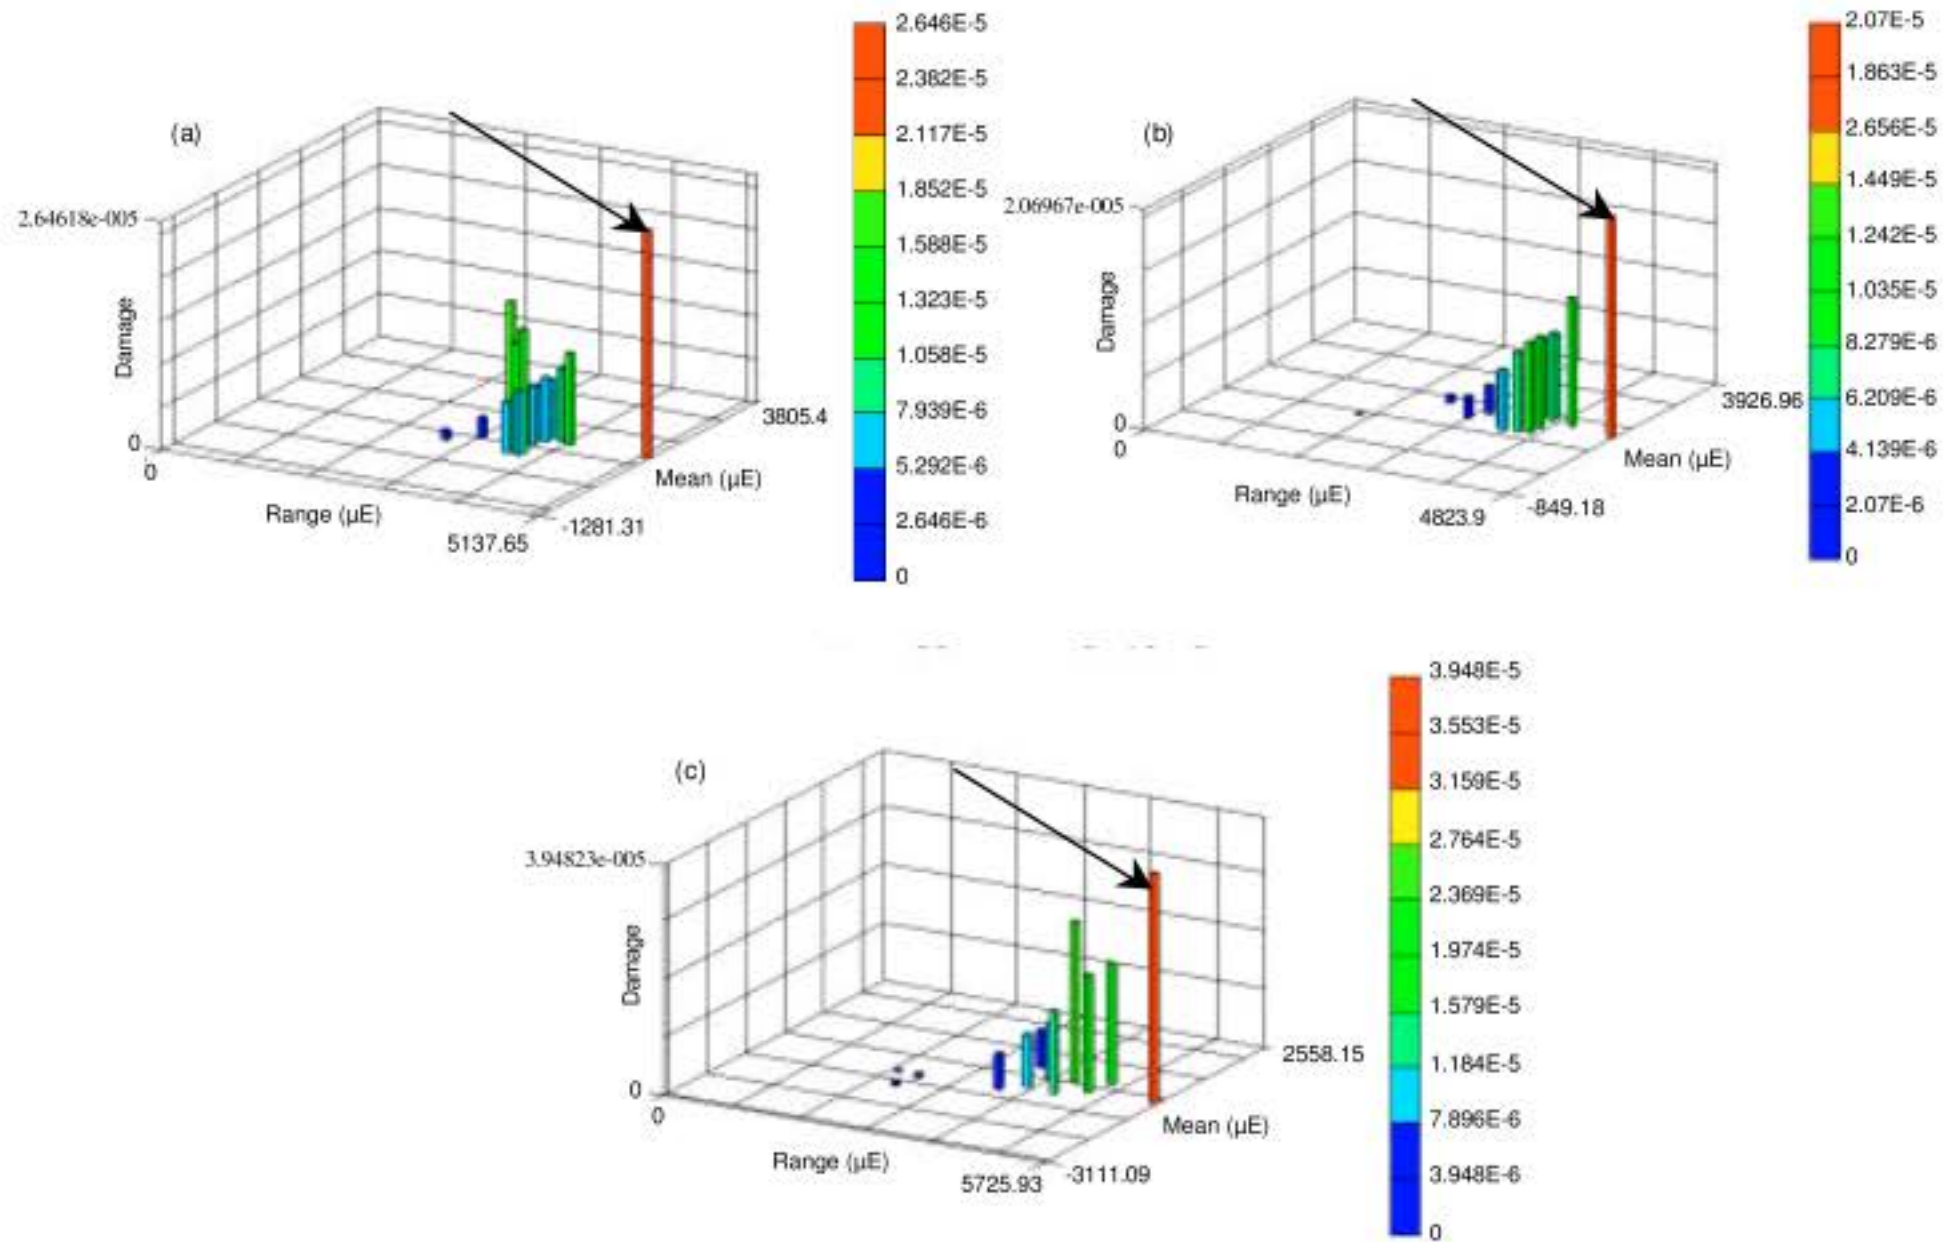 (a)
2.64618e-005
Damage
0
0
Range (µE)
5137.65
-1281.31
Mean (µE)
3805.4
2.646E-5
2.382E-5
2.117E-5
1.852E-5
1.588E-5
1.323E-5
1.058E-5
7.939E-6
5.292E-6
2.646E-6
0
(b)
2.06967e-005
Damage
0
0
Range (µE)
4823.9
-849.18
Mean (µE)
3926.96
2.07E-5
1.863E-5
2.656E-5
1.449E-5
1.242E-5
1.035E-5
8.279E-6
6.209E-6
4.139E-6
2.07E-6
0
(c)
3.94823e-005
Damage
0
0
Range (µE)
5725.93
-3111.09
Mean (µE)
2558.15
3.948E-5
3.553E-5
3.159E-5
2.764E-5
2.369E-5
1.974E-5
1.579E-5
1.184E-5
7.896E-6
3.948E-6
0